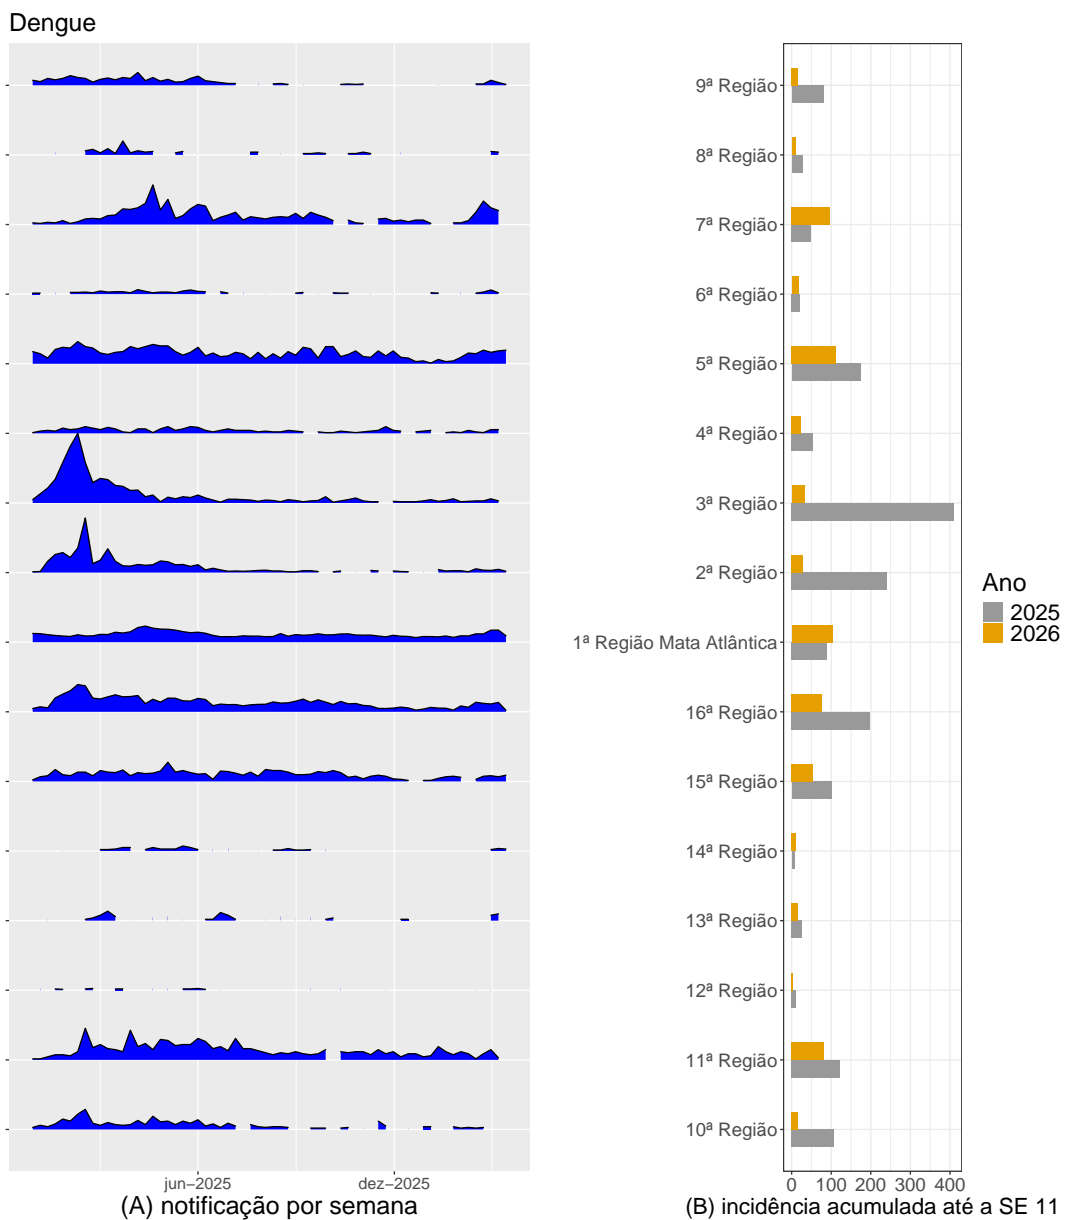 Dengue
9ª Região
8ª Região
7ª Região
6ª Região
5ª Região
4ª Região
3ª Região
2ª Região
1ª Região Mata Atlântica
16ª Região
15ª Região
14ª Região
13ª Região
12ª Região
11ª Região
10ª Região
Ano
2025
2026
jun–2025 dez–2025
0 100 200 300 400
(A) notificação por semana
(B) incidência acumulada até a SE 11